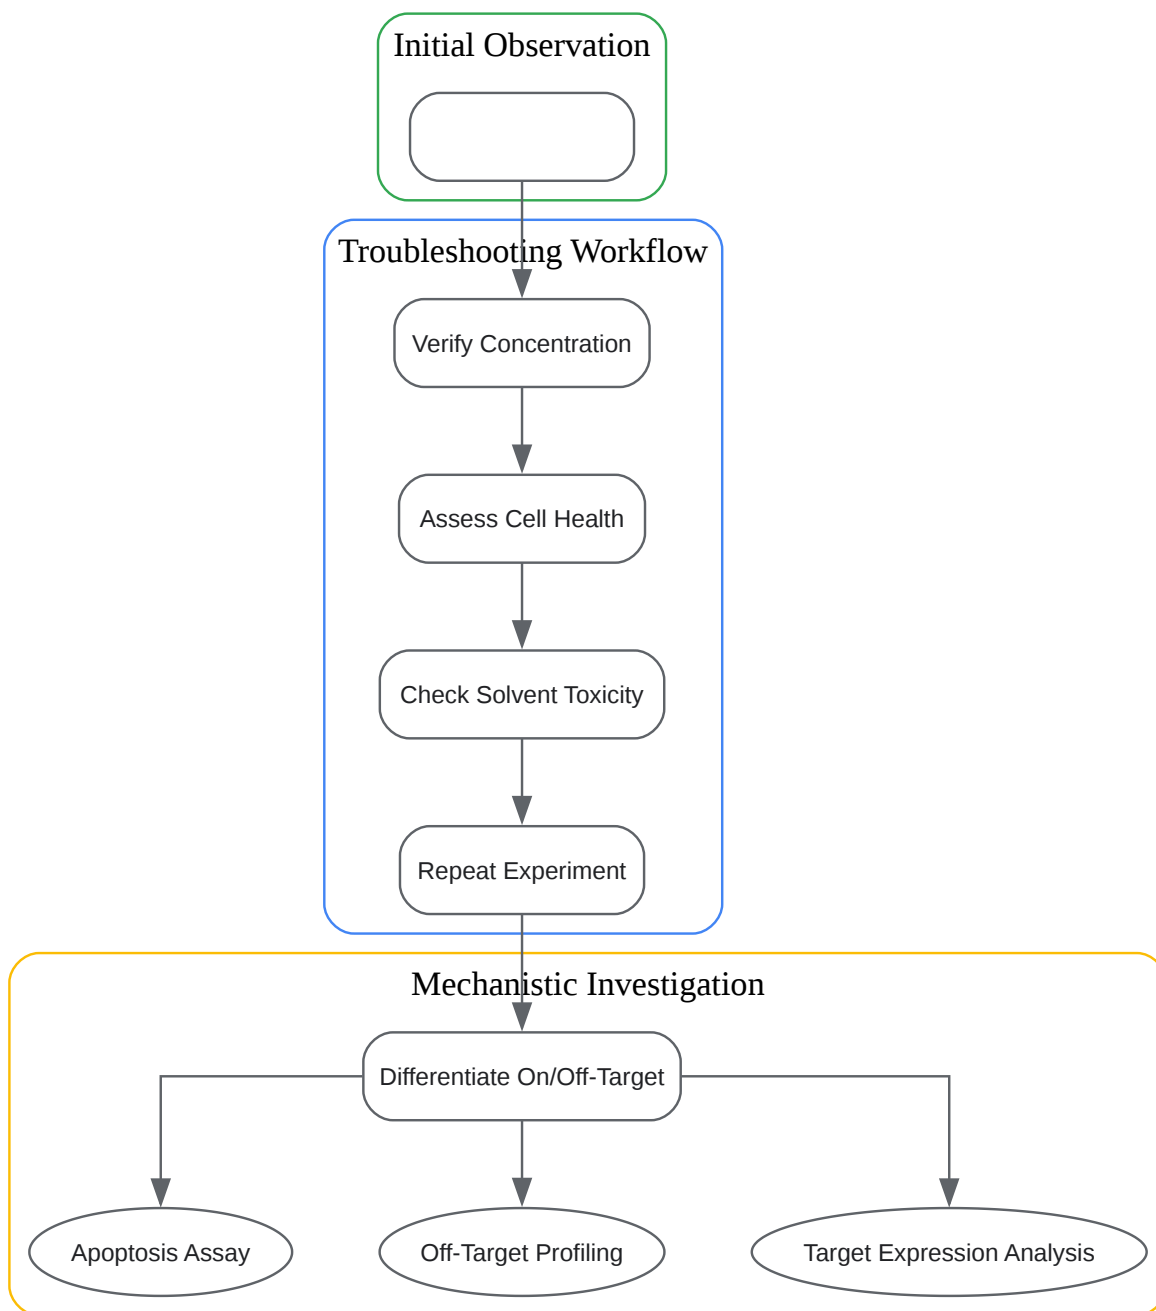 Initial Observation
Troubleshooting Workflow
Verify Concentration
Assess Cell Health
Check Solvent Toxicity
Repeat Experiment
Mechanistic Investigation
Differentiate On/Off-Target
Apoptosis Assay
Off-Target Profiling
Target Expression Analysis